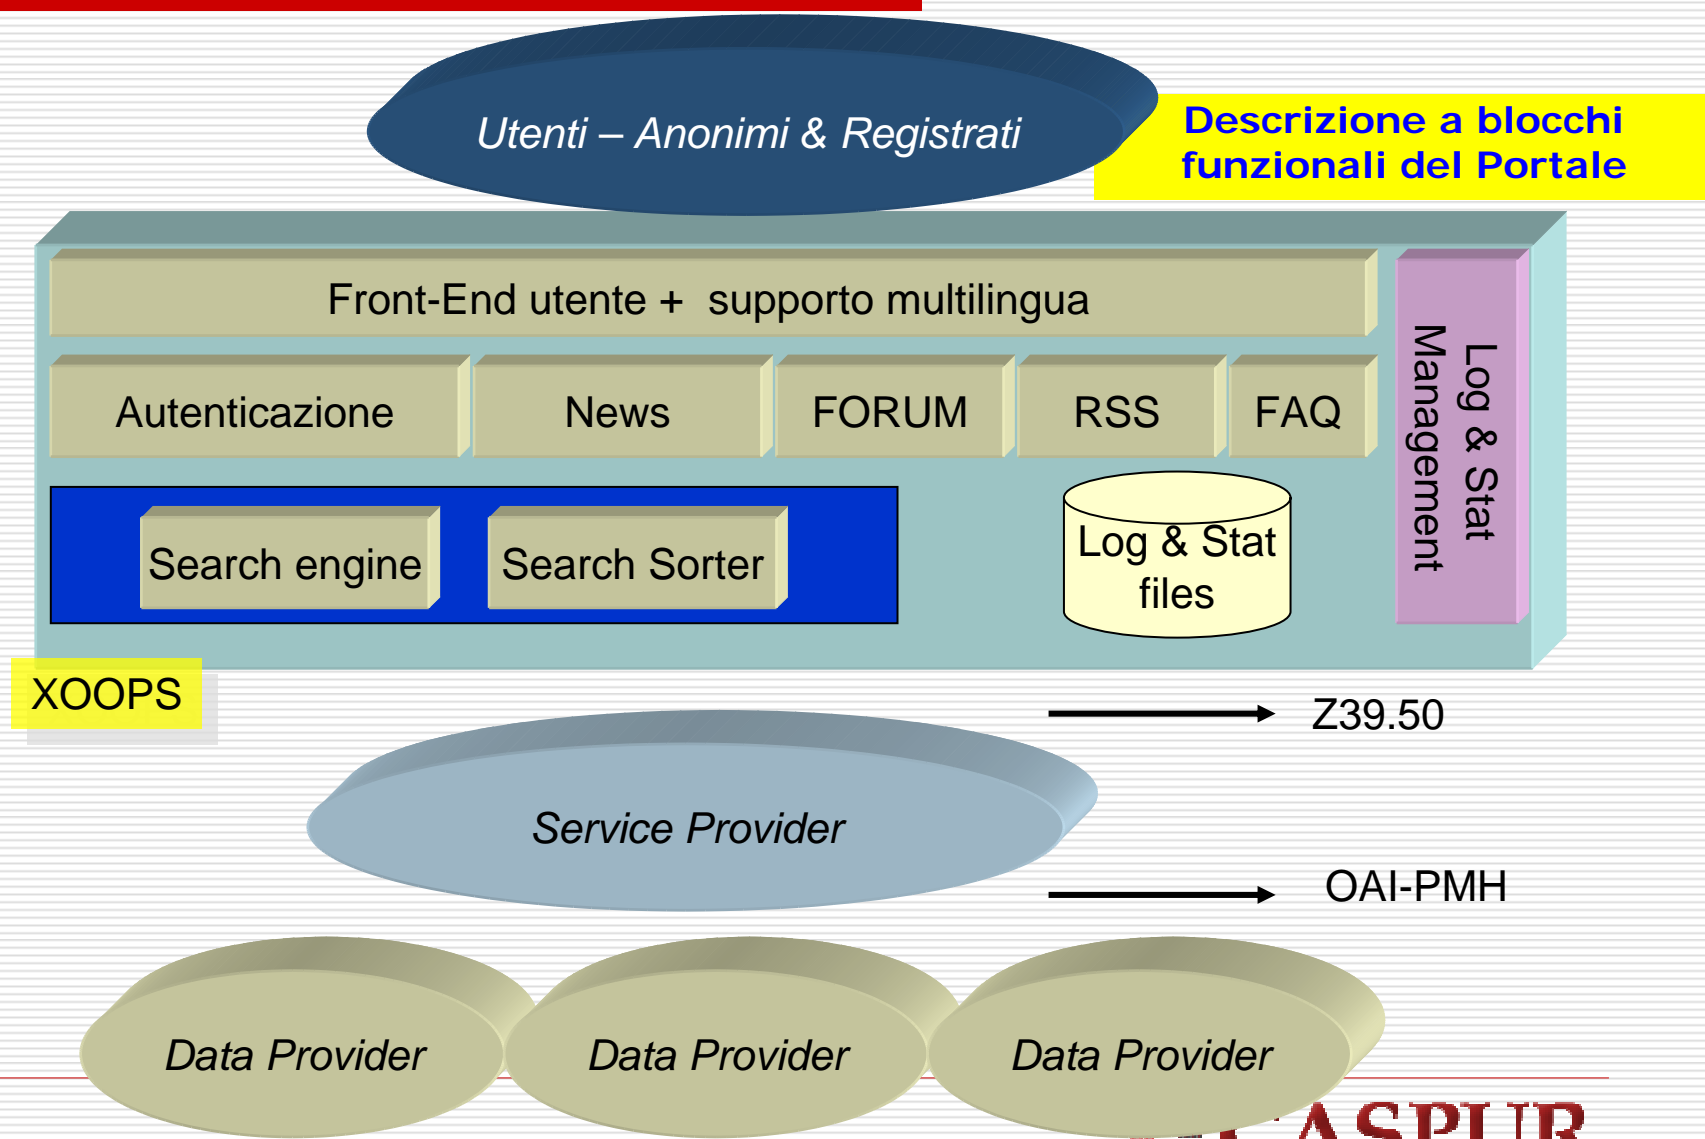 Utenti – Anonimi & Registrati
Descrizione a blocchi
funzionali del Portale
Front-End utente + supporto multilingua
Log & Stat
Management
Autenticazione
News
FORUM
RSS
FAQ
Search engine
Search Sorter
Log & Stat
files
XOOPS
Z39.50
Service Provider
OAI-PMH
Data Provider
Data Provider
Data Provider
CASPUR